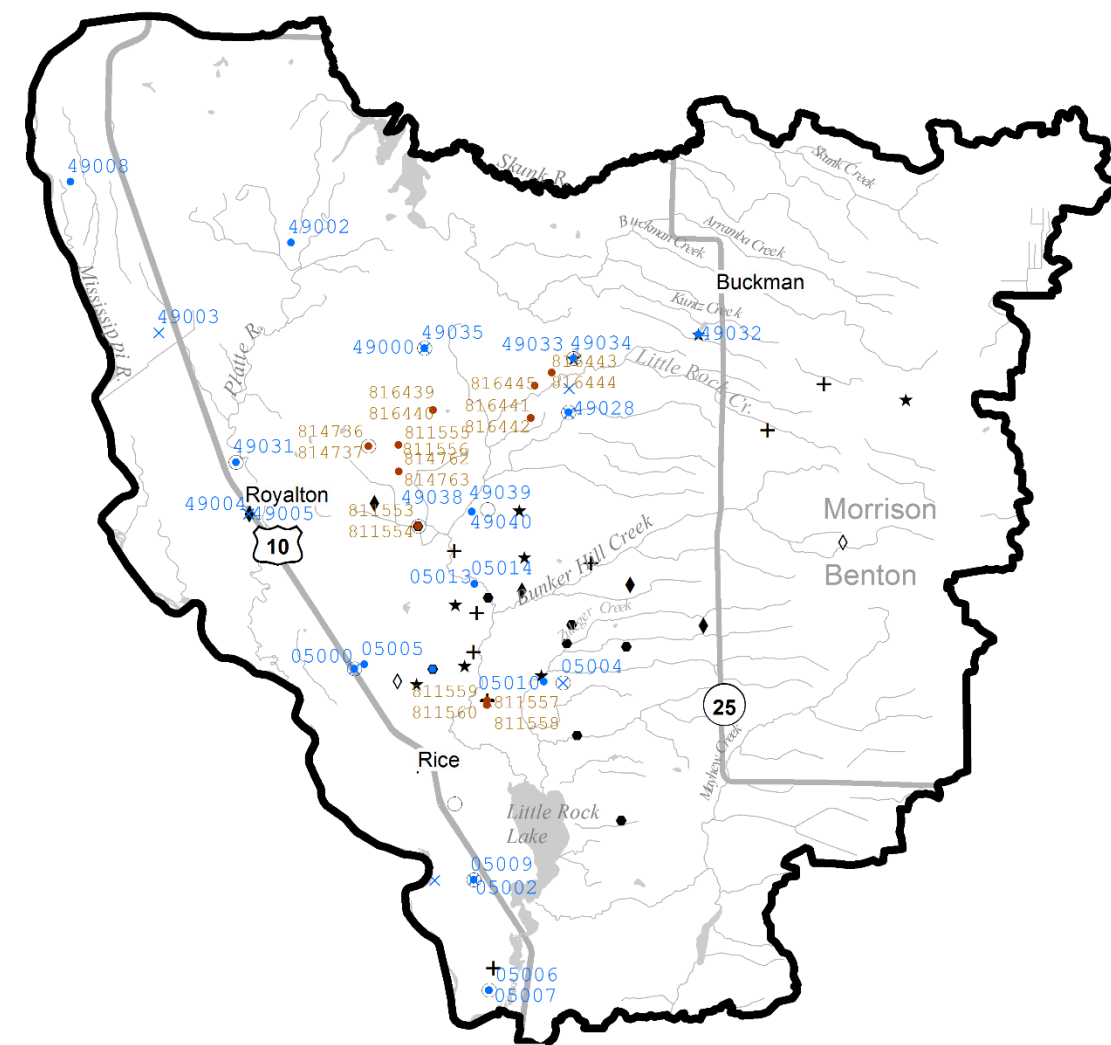 Skunk Creek
49008
Skunk R.
49002
Buckman Creek
Arramba Creek
Mississippi R.
Buckman
49003
Kuntz Creek
Platte R.
49035
49000
49033
49034
49032
816443
Little Rock Cr.
816445
816444
816439
816440
816441
816442
49028
814736
814737
811555
811556
814762
814763
49031
Royalton
49004
49005
49038
49039
49040
811553
811554
Morrison
10
Benton
Bunker Hill Creek
05014
05013
Zuleger Creek
05000
05005
05010
05004
811559
811560
811557
811558
25
Rice
Mayhew Creek
Little Rock
Lake
05009
05002
05006
05007